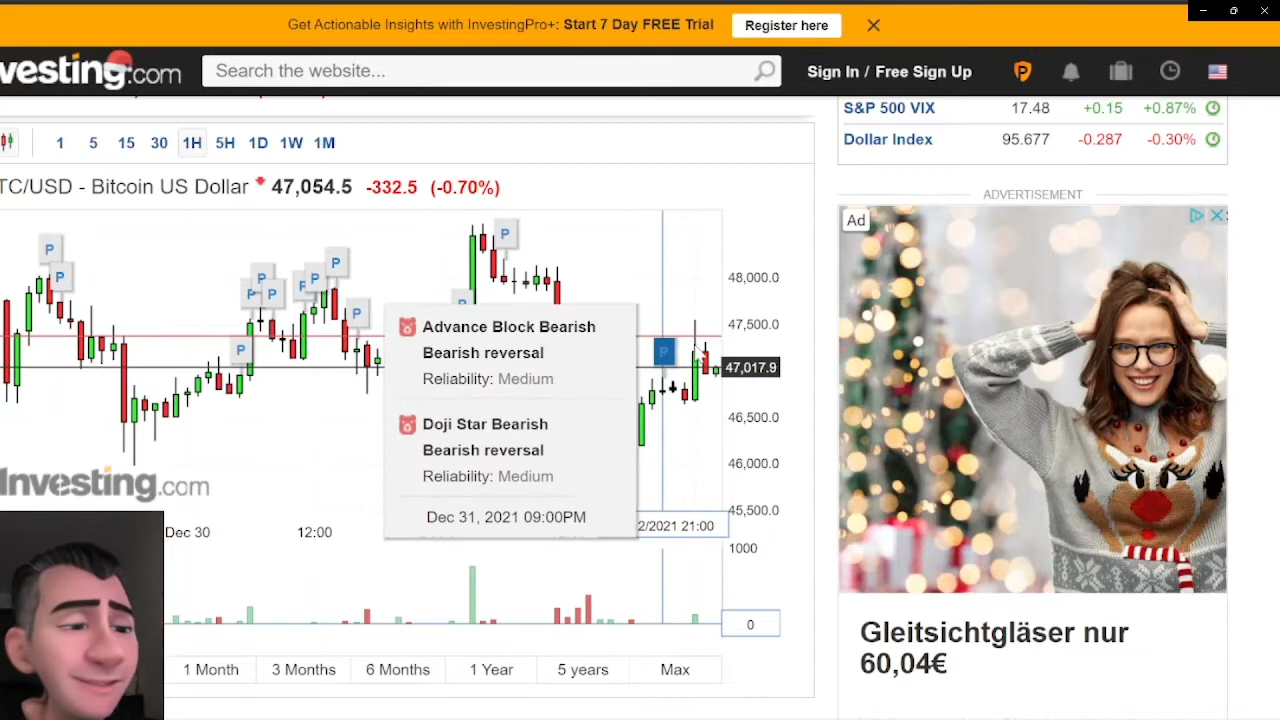 Get Actionable Insights with InvestingPro+: Start 7 Day FREE Trial
Register here
vesting.com
Search the website...
Sign In / Free Sign Up
S&P 500 VIX 17.48 +0.15 +0.87%
Dollar Index 95.677 -0.287 -0.30%
1 5 15 30 1H 5H 1D 1W 1M
TC/USD - Bitcoin US Dollar 47,054.5 -332.5 (-0.70%)
ADVERTISEMENT
Ad
P
P
P
P
P
P
P
P
P
P
P
P
P
48,000.0
47,500.0
47,017.9
46,500.0
46,000.0
45,500.0
Advance Block Bearish
Bearish reversal
Reliability: Medium
Doji Star Bearish
Bearish reversal
Reliability: Medium
Dec 31, 2021 09:00PM
Investing.com
Dec 30
12:00
2/2021 21:00
1000
0
1 Month 3 Months 6 Months 1 Year 5 years Max
Gleitsichtgläser nur
60,04€